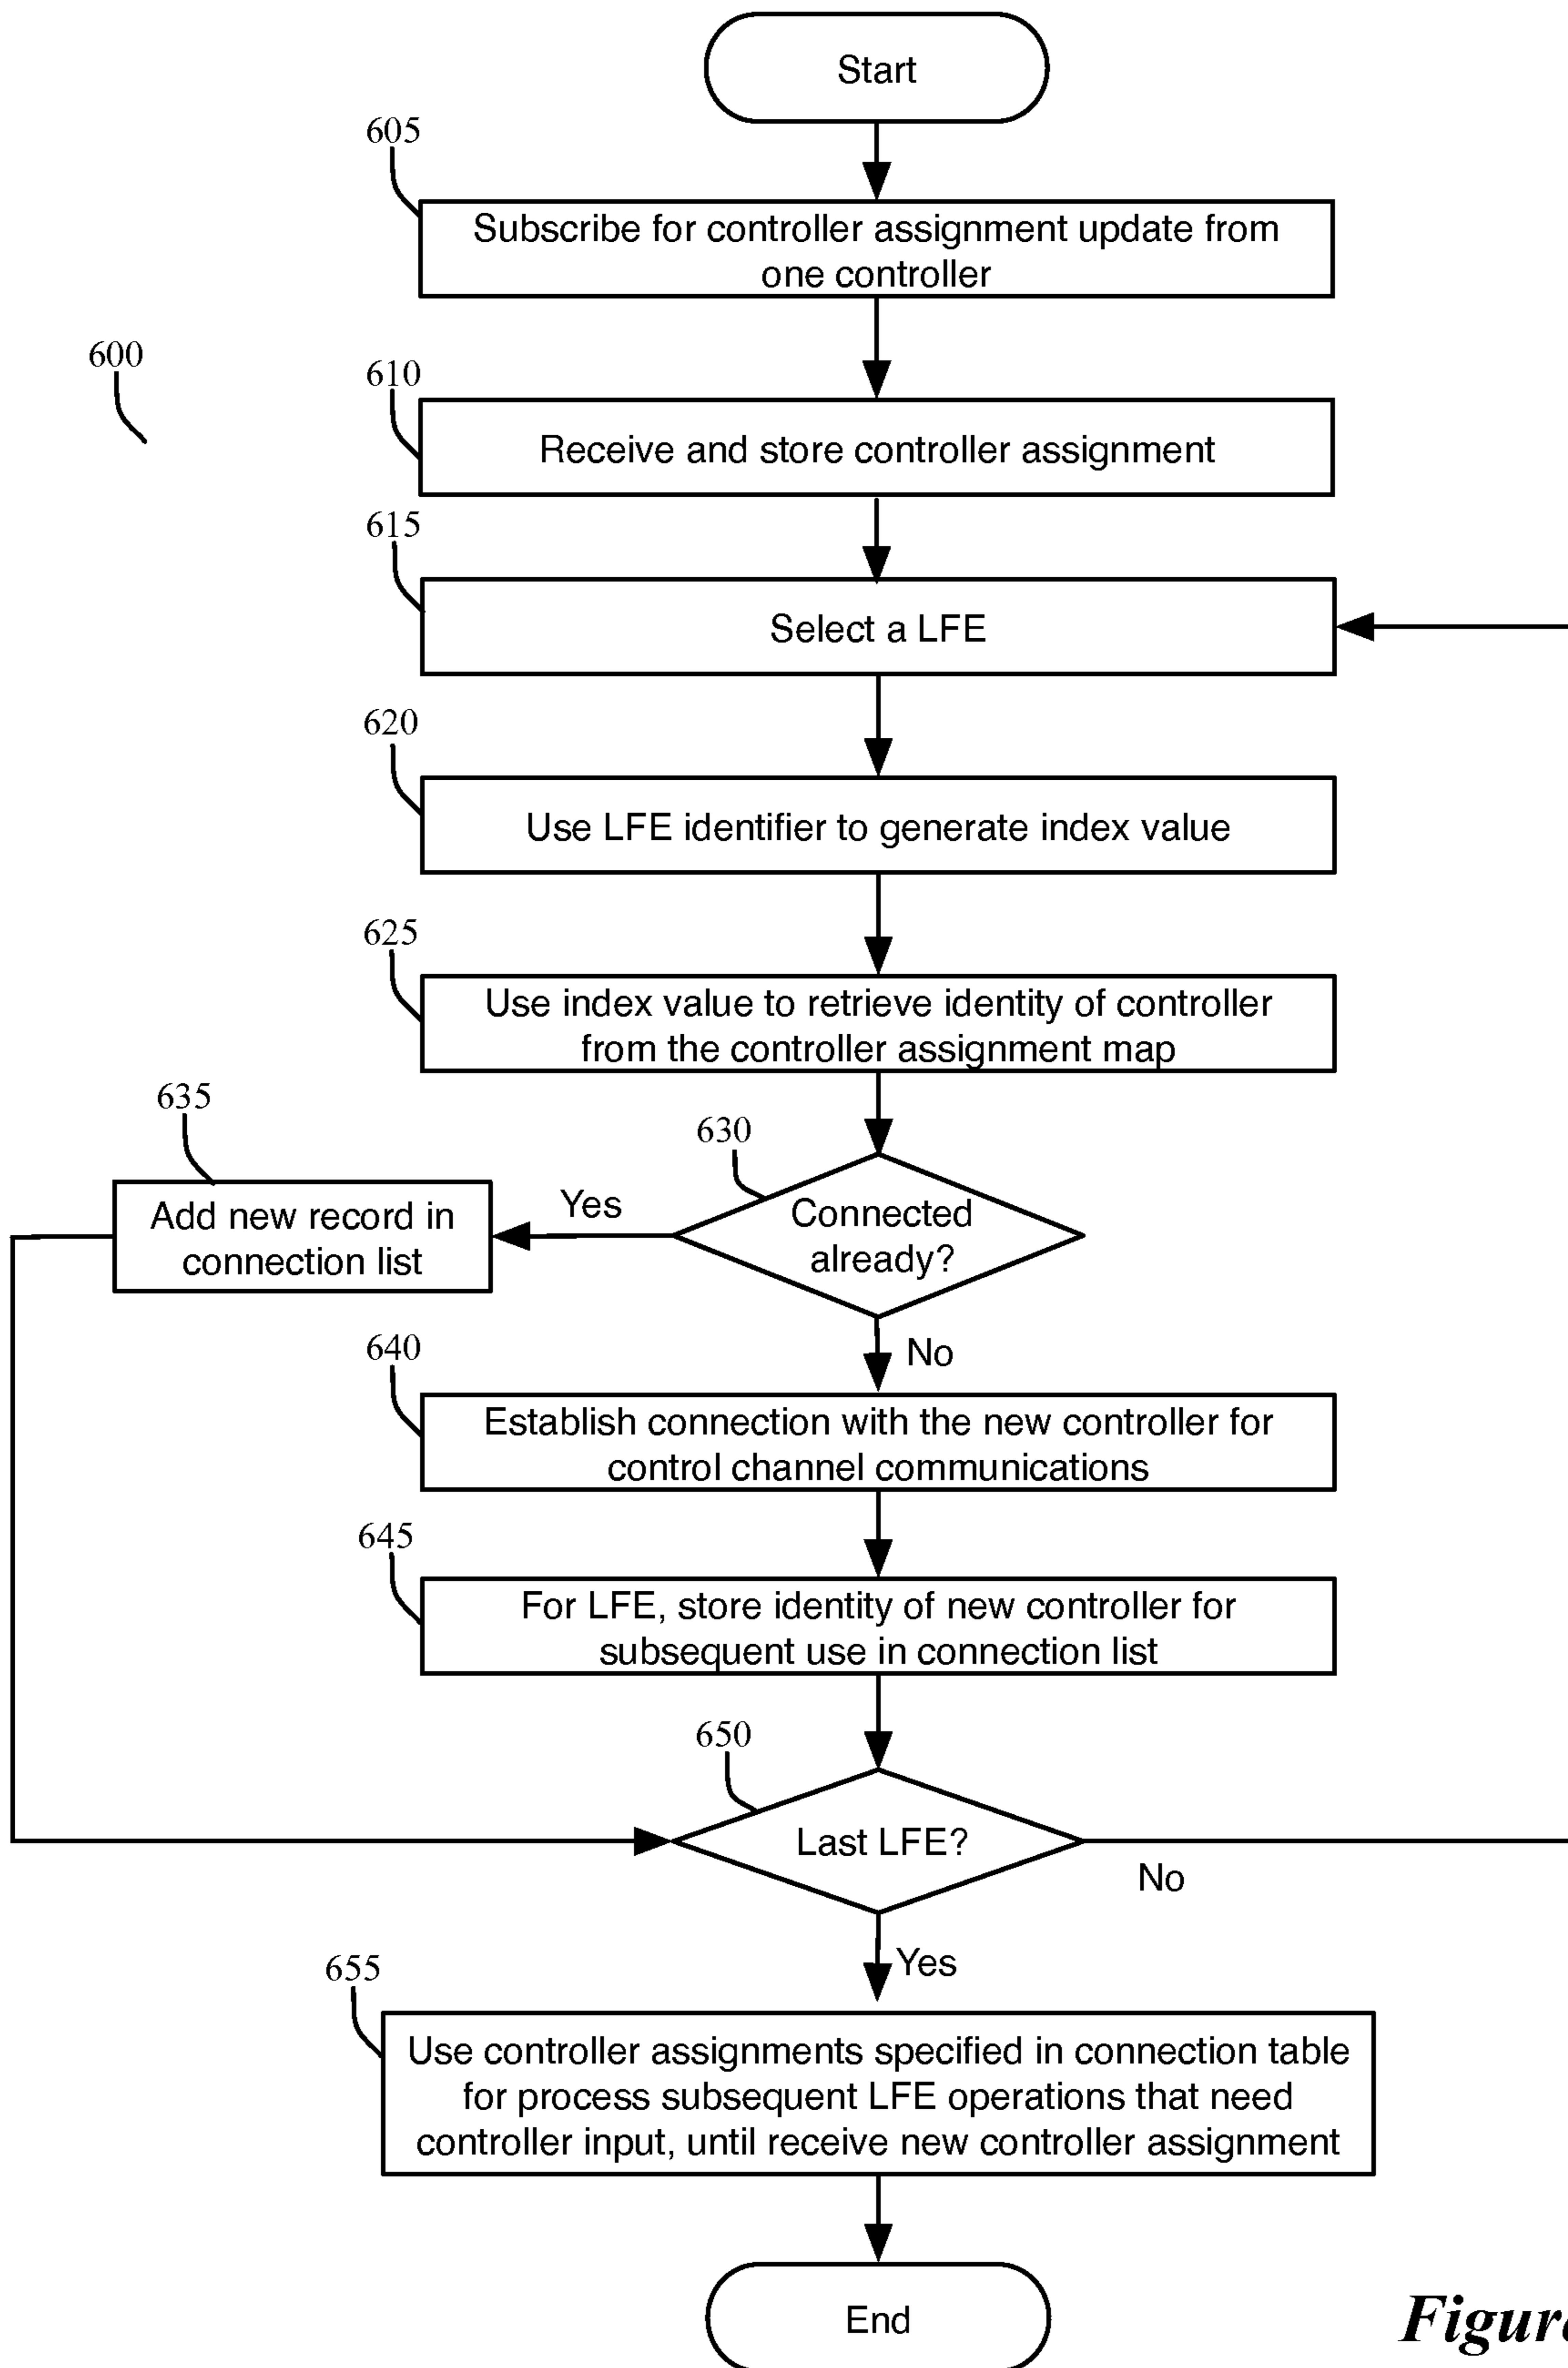 Start
605
Subscribe for controller assignment update from
one controller
600
610
Receive and store controller assignment
615
Select a LFE
620
Use LFE identifier to generate index value
625
Use index value to retrieve identity of controller
from the controller assignment map
635
630
Add new record in
connection list
Yes
Connected
already?
No
640
Establish connection with the new controller for
control channel communications
645
For LFE, store identity of new controller for
subsequent use in connection list
650
Last LFE?
No
Yes
655
Use controller assignments specified in connection table
for process subsequent LFE operations that need
controller input, until receive new controller assignment
End